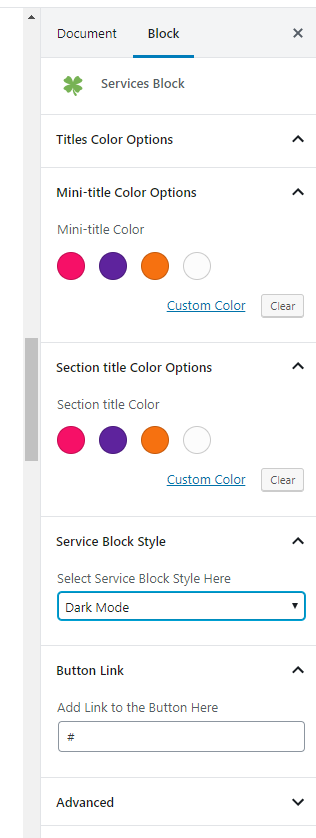 Document Block
Services Block
Titles Color Options
Mini-title Color Options
Mini-title Color
Custom Color Clear
Section title Color Options
Section title Color
Custom Color Clear
Service Block Style
Select Service Block Style Here
Dark Mode
Button Link
Add Link to the Button Here
#
Advanced